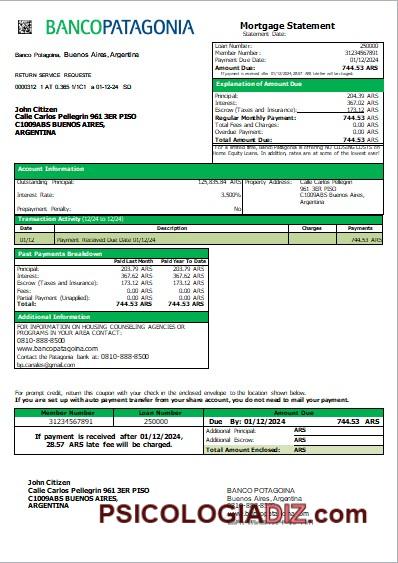 BANCOPATAGONIA
Mortgage Statement
Statement Date:
Banco Potagoina, Buenos Aires, Argentina
Loan Number: 250000
Member Number: 31234567891
Payment Due Date 01/12/2024
Amount Due: 744.53 ARS
If payment is received after 01/12/2024, 28.57 ARS late fee will be charged.
RETURN SERVICE REQUESTE
0000312 1 AT 0.365 1/1C1 a 01-12-24 SD
Explanation of Amount Due
Principal: 204.39 ARS
Interest: 367.02 ARS
Escrow (Taxes and Insurance): 173.12 ARS
Regular Monthly Payment: 744.53 ARS
Total Fees and Charges: 0.00 ARS
Overdue Payment: 0.00 ARS
Total Amount Due: 744.53 ARS
John Citizen
Calle Carlos Pellegrin 961 3ER PISO
C1009ABS BUENOS AIRES,
ARGENTINA
For a limited time, Banco Patagonia is offering NO CLOSING COSTS on
Home Equity Loans. In addition, rates are at some of the lowest ever!
Account Information
Outstanding Principal: 125,835.84 ARS
Interest Rate: 3.500%
Prepayment Penalty: No
Property Address: Calle Carlos Pellegrin
961 3ER PISO
C1009ABS Buenos Aires,
Argentina
Transaction Activity (12/24 to 12/24)
Date Description Charges Payments
01/12 Payment Received Due Date 01/12/24 744.53 ARS
Past Payments Breakdown
Paid Last Month Paid Year To Date
Principal: 203.79 ARS 203.79 ARS
Interest: 367.62 ARS 367.62 ARS
Escrow (Taxes and Insurance): 173.12 ARS 173.12 ARS
Fees: 0.00 ARS 0.00 ARS
Partial Payment (Unapplied): 0.00 ARS 0.00 ARS
Total: 744.53 ARS 744.53 ARS
Additional Information
FOR INFORMATION ON HOUSING COUNSELING AGENCIES OR
PROGRAMS IN YOUR AREA CONTACT:
0810-888-8500
www.bancopatagoina.com
Contact the Patagonia bank at: 0810-888-8500
bp.canales@gmail.com
For prompt credit, return this coupon with your check in the enclosed envelope to the location shown below.
If you are set up with auto payment transfer from your share account, you do not need to mail your payment.
Member Number Loan Number Amount Due
31234567891 250000 Due By: 01/12/2024 744.53 ARS
If payment is received after 01/12/2024,
28.57 ARS late fee will be charged.
Additional Principal: ARS
Additional Escrow: ARS
Total Amount Enclosed: ARS
John Citizen
Calle Carlos Pellegrin 961 3ER PISO
C1009ABS BUENOS AIRES,
ARGENTINA
BANCO POTAGOINA
Buenos Aires, Argentina
PSICOLOGIADIZ.com